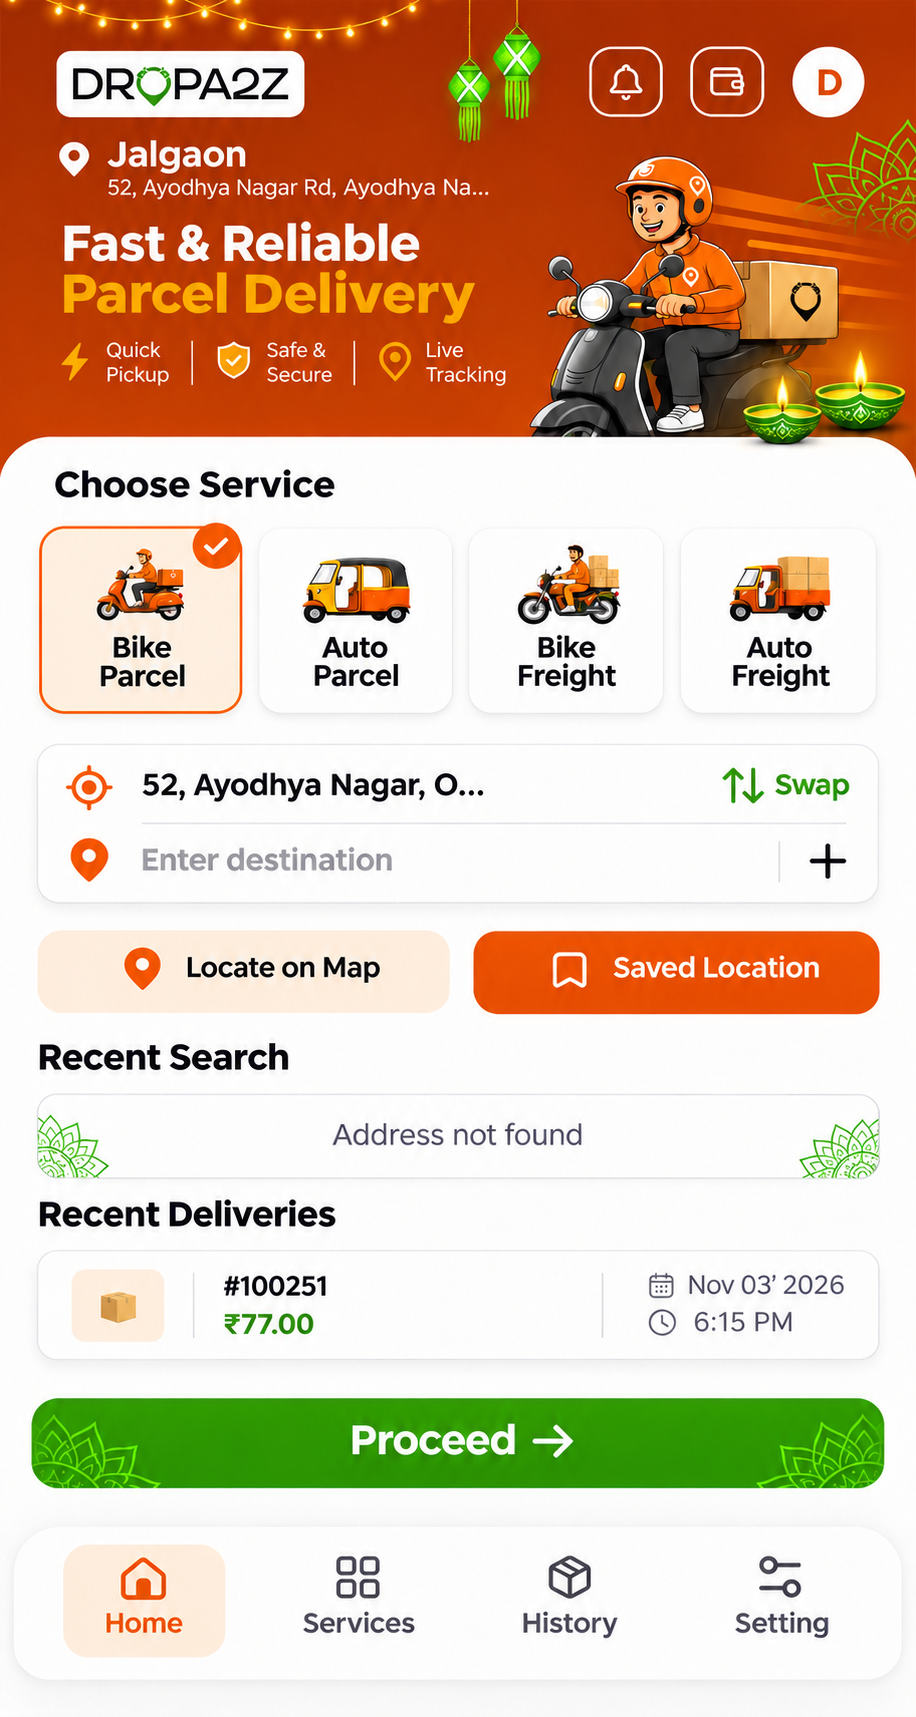 DROPA2Z
D
Jalgaon
52, Ayodhya Nagar Rd, Ayodhya Na...
Fast & Reliable
Parcel Delivery
Quick
Pickup
Safe &
Secure
Live
Tracking
Choose Service
Bike
Parcel
Auto
Parcel
Bike
Freight
Auto
Freight
52, Ayodhya Nagar, O...
Swap
Enter destination
Locate on Map
Saved Location
Recent Search
Address not found
Recent Deliveries
#100251
₹77.00
Nov 03’ 2026
6:15 PM
Proceed →
Home
Services
History
Setting